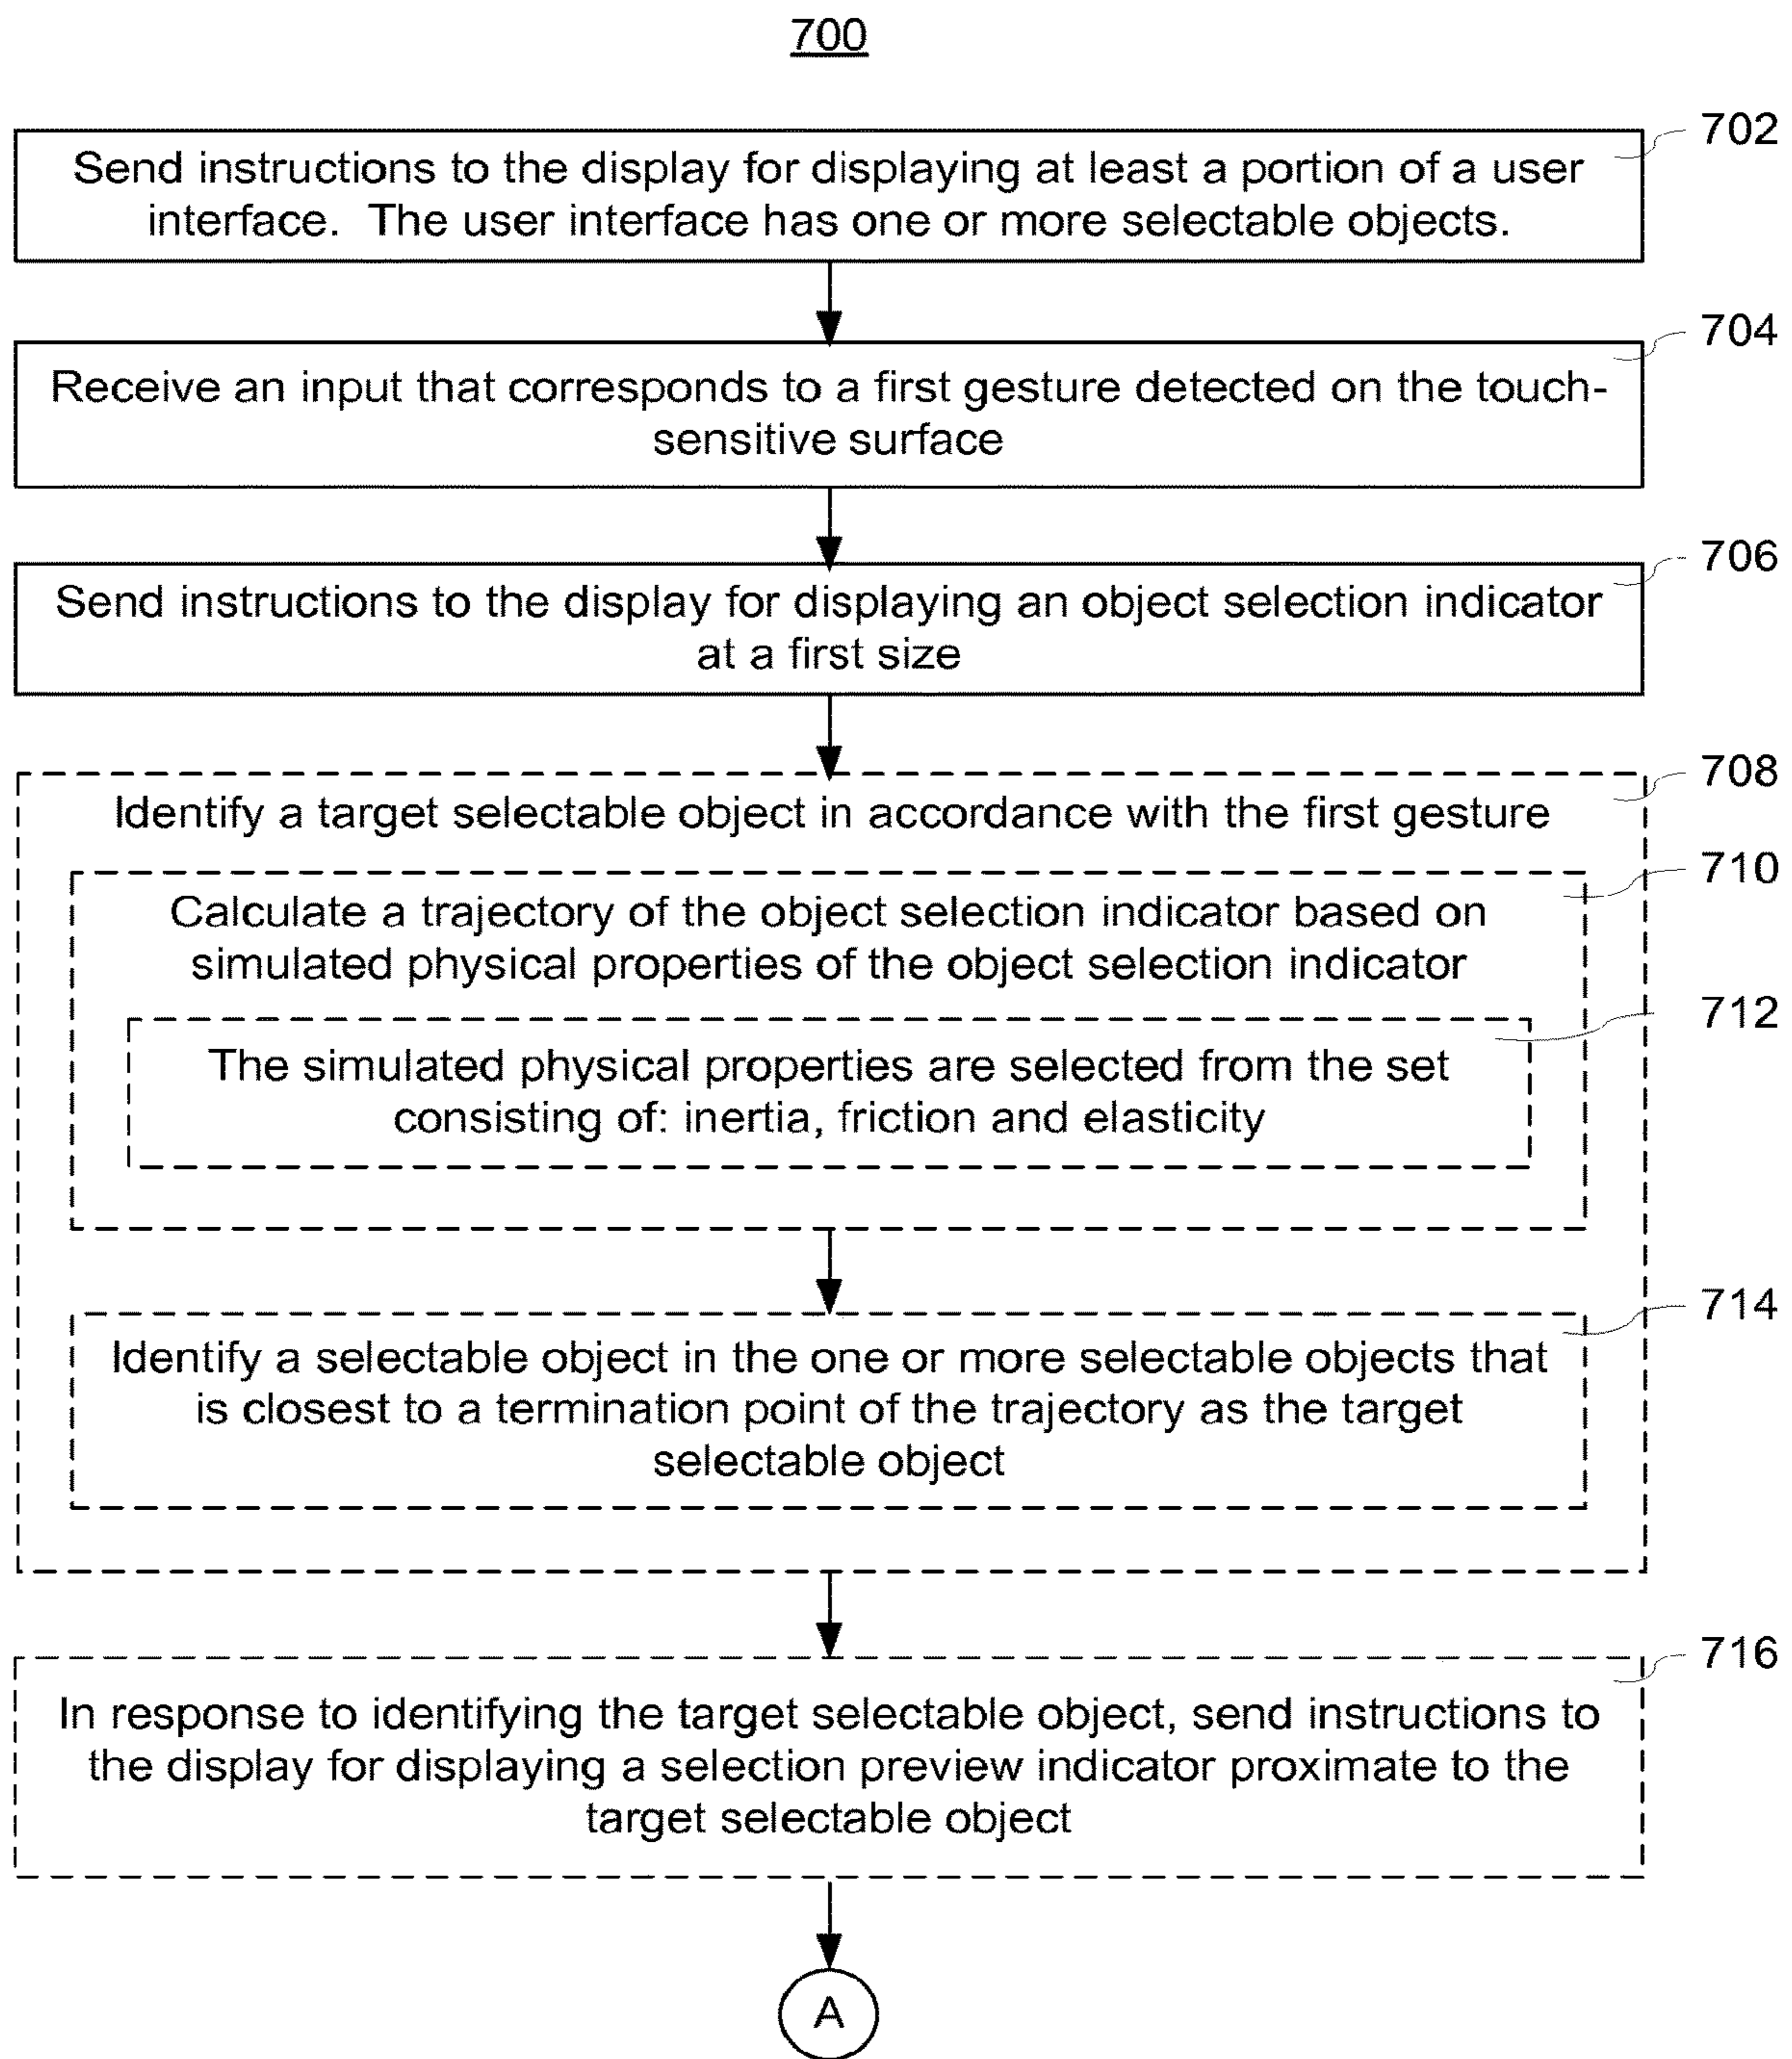 700
702
Send instructions to the display for displaying at least a portion of a user
interface.  The user interface has one or more selectable objects.
704
Receive an input that corresponds to a first gesture detected on the touch-
sensitive surface
706
Send instructions to the display for displaying an object selection indicator
at a first size
708
Identify a target selectable object in accordance with the first gesture
710
Calculate a trajectory of the object selection indicator based on
simulated physical properties of the object selection indicator
712
The simulated physical properties are selected from the set
consisting of: inertia, friction and elasticity
714
Identify a selectable object in the one or more selectable objects that
is closest to a termination point of the trajectory as the target
selectable object
716
In response to identifying the target selectable object, send instructions to
the display for displaying a selection preview indicator proximate to the
target selectable object
A